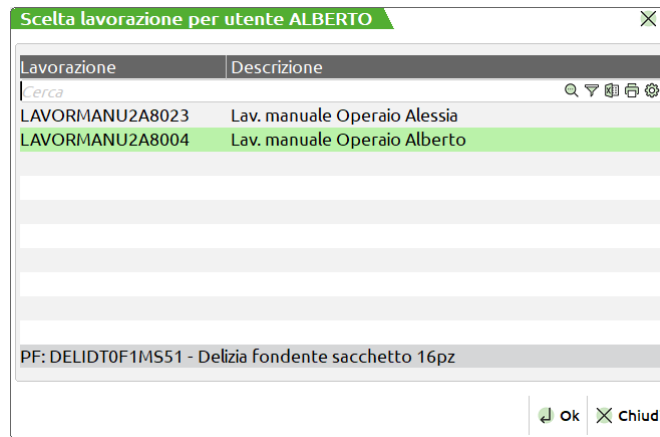 Scelta lavorazione per utente ALBERTO
Lavorazione Descrizione
Cerca
LAVORMANU2A8023 Lav. manuale Operaio Alessia
LAVORMANU2A8004 Lav. manuale Operaio Alberto
PF: DELIDT0F1MS51 - Delizia fondente sacchetto 16pz
Ok Chiud